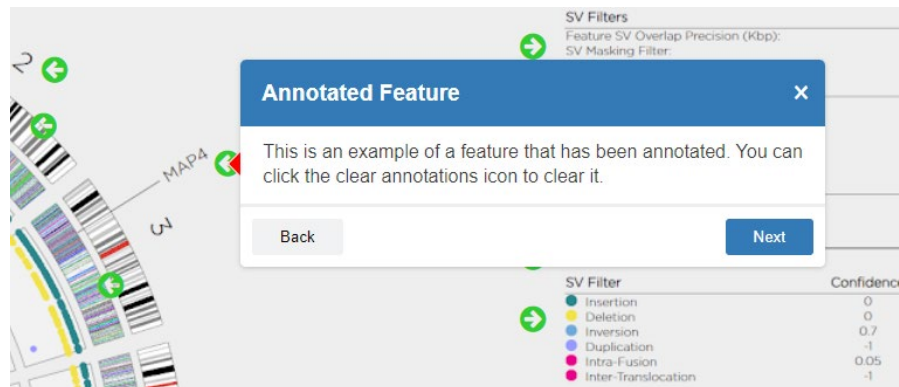 SV Filters
Feature SV Overlap Precision (Kbp):
SV Masking Filter:
2
Annotated Feature
×
This is an example of a feature that has been annotated. You can
click the clear annotations icon to clear it.
MAP4
3
Back
Next
SV Filter Confidence
Insertion 0
Deletion 0
Inversion 0.7
Duplication -1
Intra-Fusion 0.05
Inter-Translocation -1